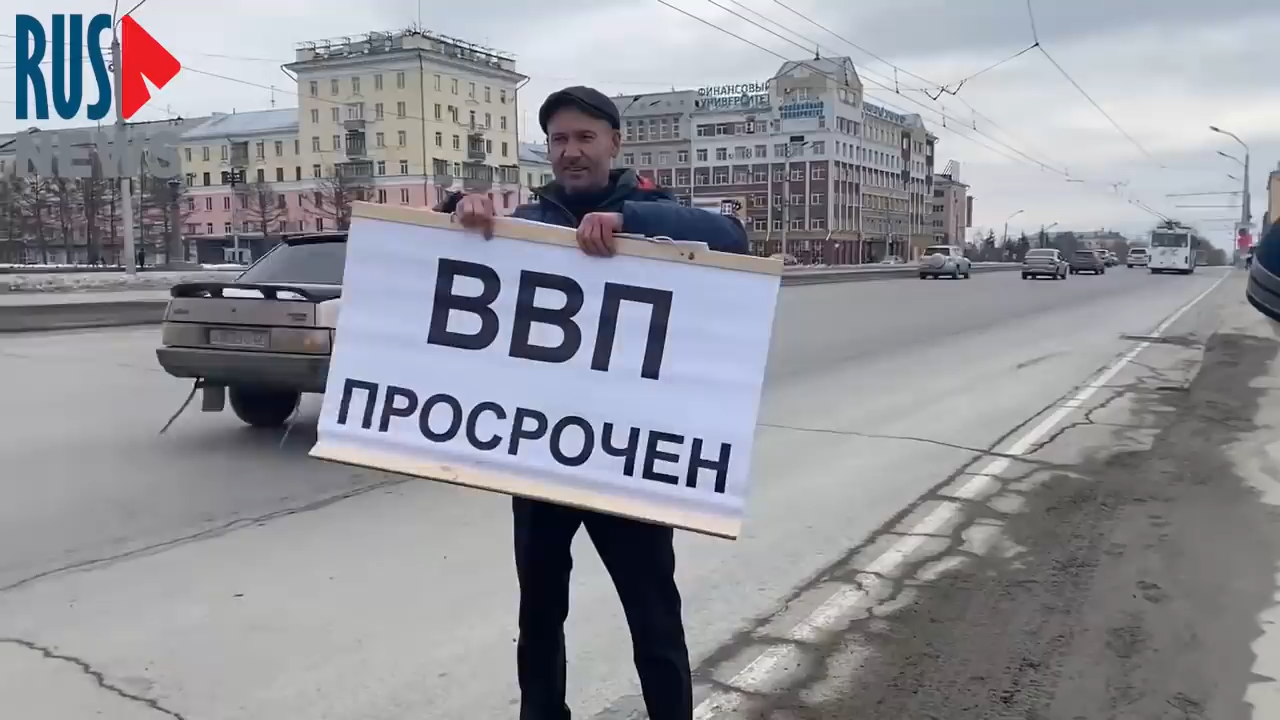 RUS
NEWS
ФИНАНСОВЫЙ
УНИВЕРСИТЕТ
ВВП
ПРОСРОЧЕН